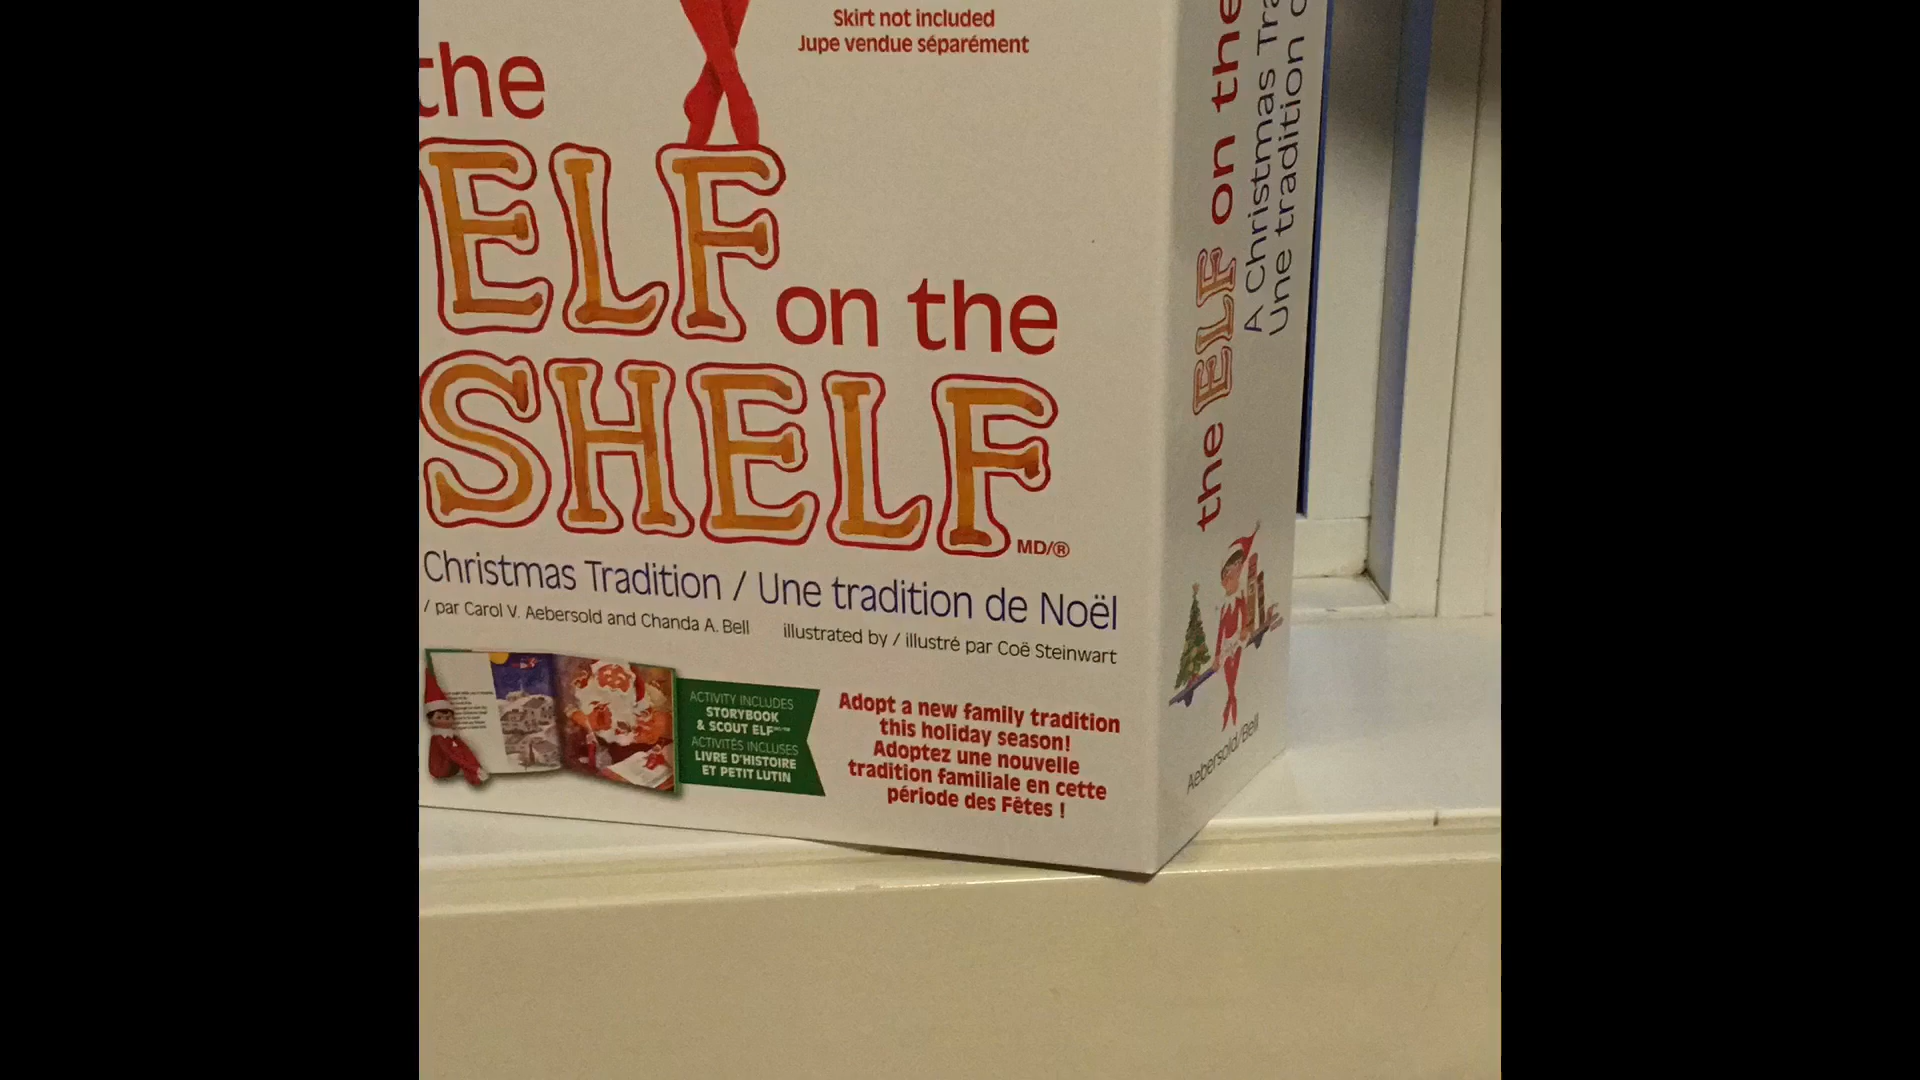 Skirt not included
Jupe vendue séparément
the
ELF on the
SHELF MD/®
Christmas Tradition / Une tradition de Noël
/ par Carol V. Aebersold and Chanda A. Bell illustrated by / illustré par Coë Steinwart
ACTIVITY INCLUDES
STORYBOOK
& SCOUT ELF
ACTIVITÉS INCLUSES
LIVRE D'HISTOIRE
ET PETIT LUTIN
Adopt a new family tradition
this holiday season!
Adoptez une nouvelle
tradition familiale en cette
période des Fêtes !
the ELF on the
A Christmas
Une tradition
Aebersold/Bell